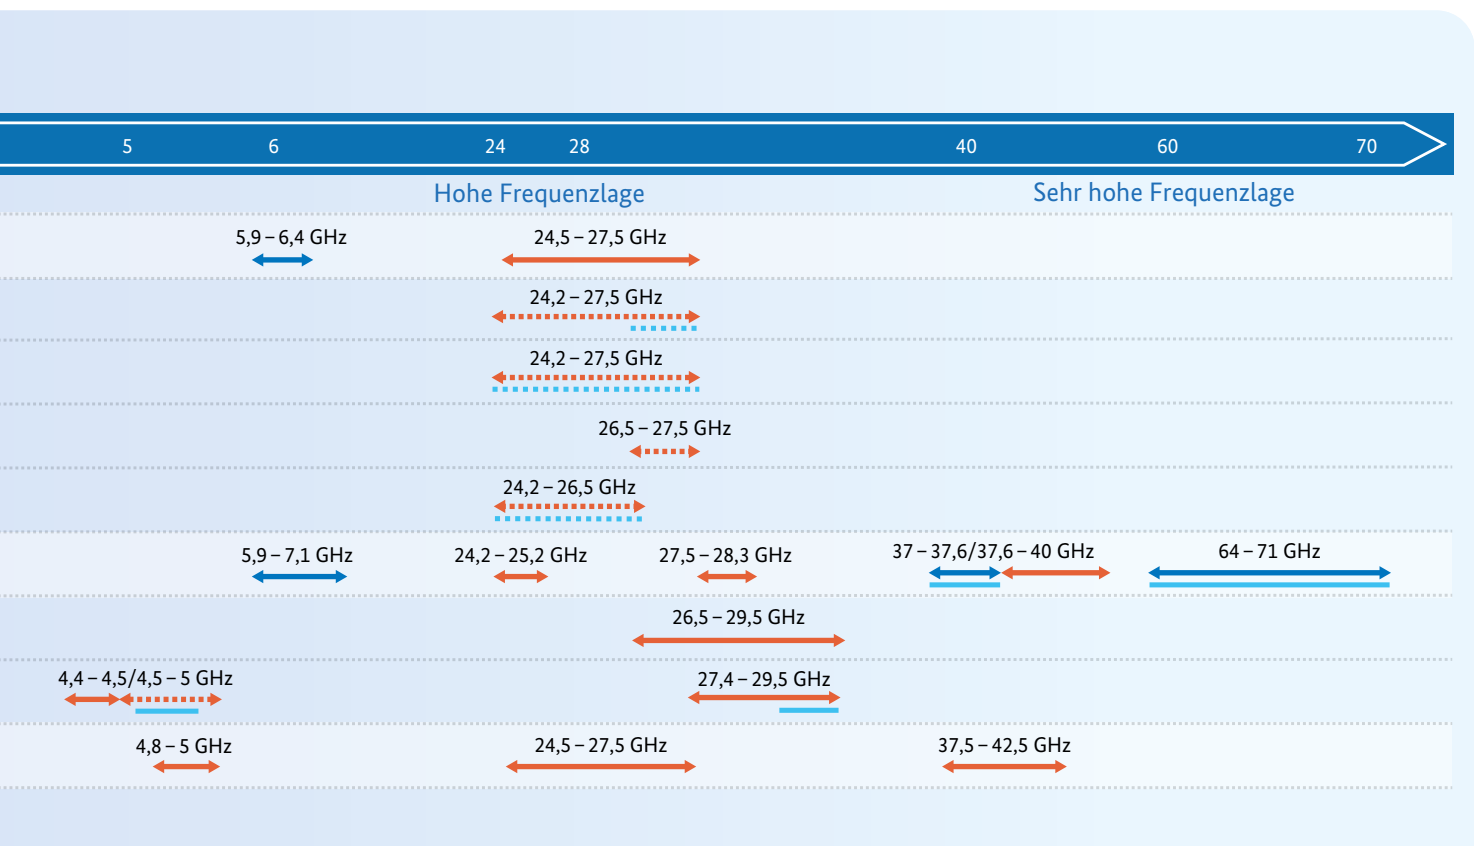 5 6 24 28 40 60 70
Hohe Frequenzlage Sehr hohe Frequenzlage
5,9 – 6,4 GHz 24,5 – 27,5 GHz
24,2 – 27,5 GHz
24,2 – 27,5 GHz
26,5 – 27,5 GHz
24,2 – 26,5 GHz
5,9 – 7,1 GHz 24,2 – 25,2 GHz 27,5 – 28,3 GHz 37 – 37,6/37,6 – 40 GHz 64 – 71 GHz
26,5 – 29,5 GHz
4,4 – 4,5/4,5 – 5 GHz 27,4 – 29,5 GHz
4,8 – 5 GHz 24,5 – 27,5 GHz 37,5 – 42,5 GHz